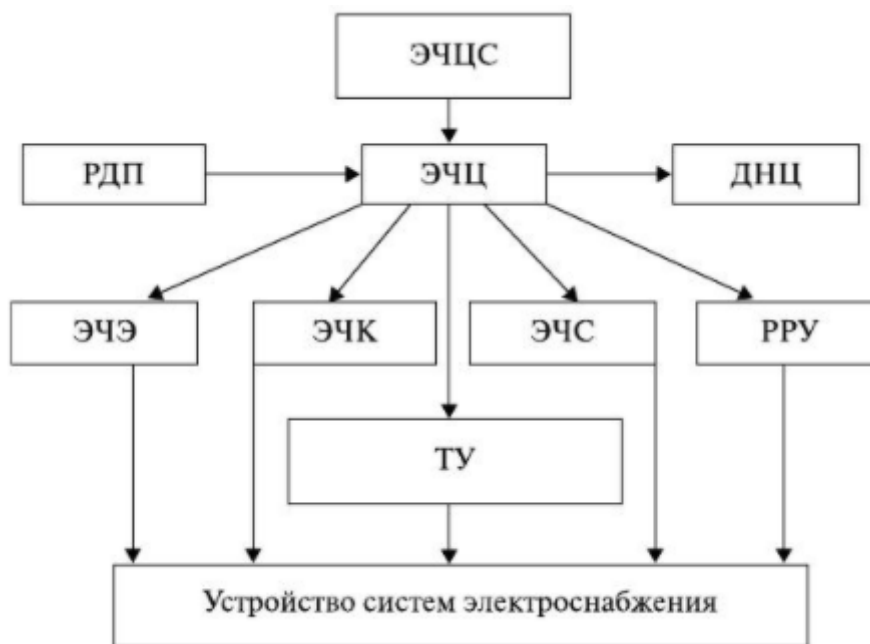 ЭЧЦС
РДП
ЭЧЦ
ДНЦ
ЭЧЭ
ЭЧК
ЭЧС
РРУ
ТУ
Устройство систем электроснабжения